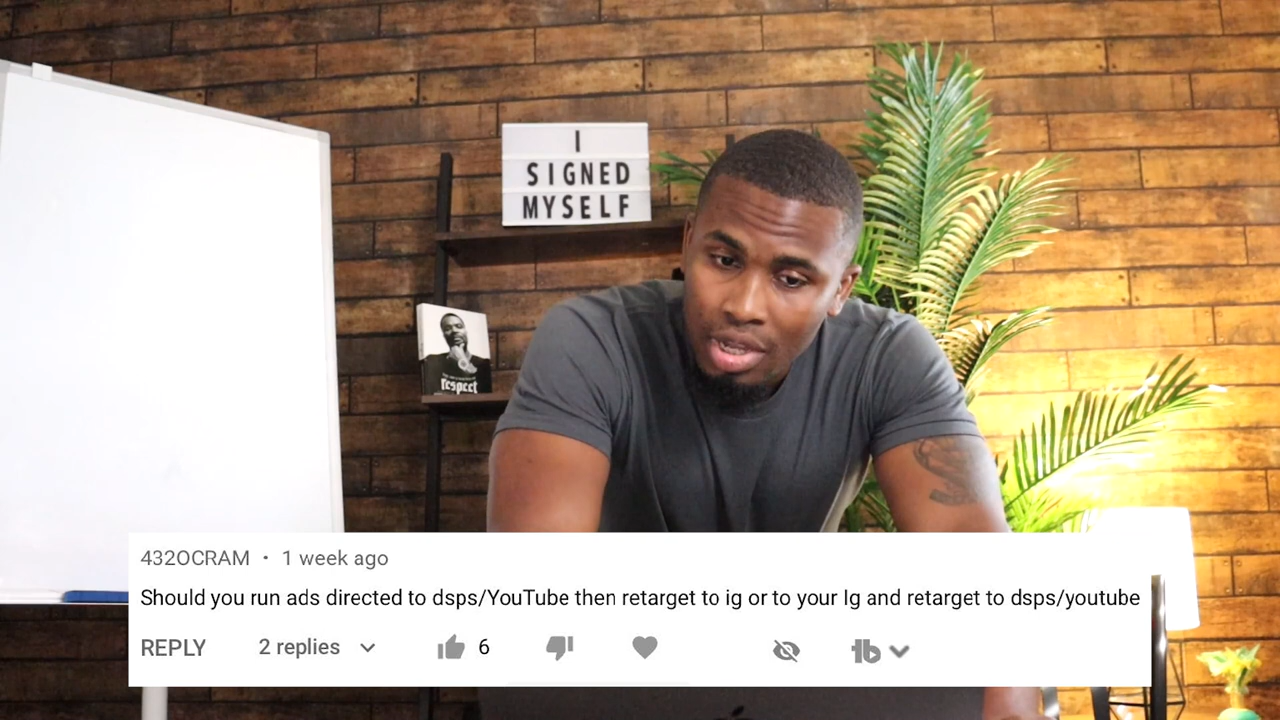 I
SIGNED
MYSELF
respect
432OCRAM • 1 week ago
Should you run ads directed to dsps/YouTube then retarget to ig or to your Ig and retarget to dsps/youtube
REPLY 2 replies 6